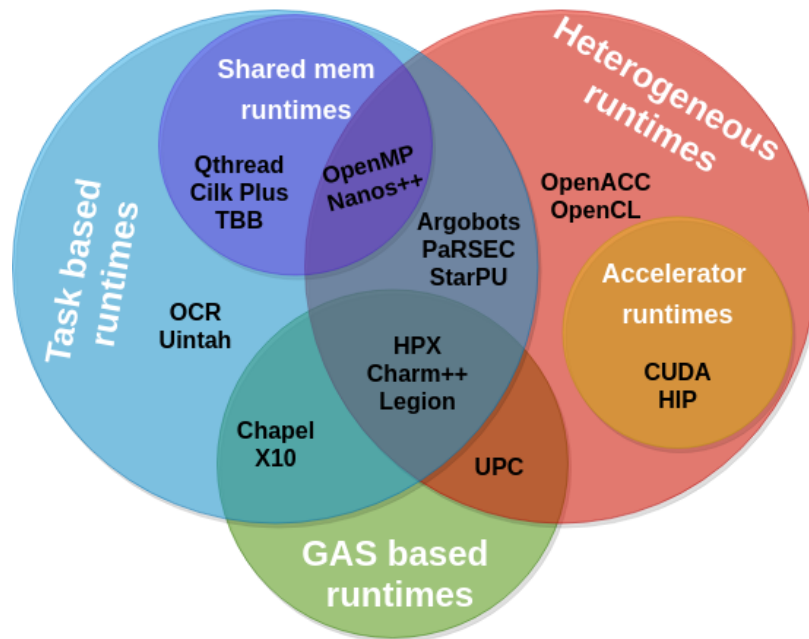 Shared mem
runtimes
Qthread
Cilk Plus
TBB
OpenMP
Nanos++
Heterogeneous
runtimes
OpenACC
OpenCL
Argobots
PaRSEC
StarPU
Task based
runtimes
OCR
Uintah
Accelerator
runtimes
CUDA
HIP
HPX
Charm++
Legion
Chapel
X10
UPC
GAS based
runtimes